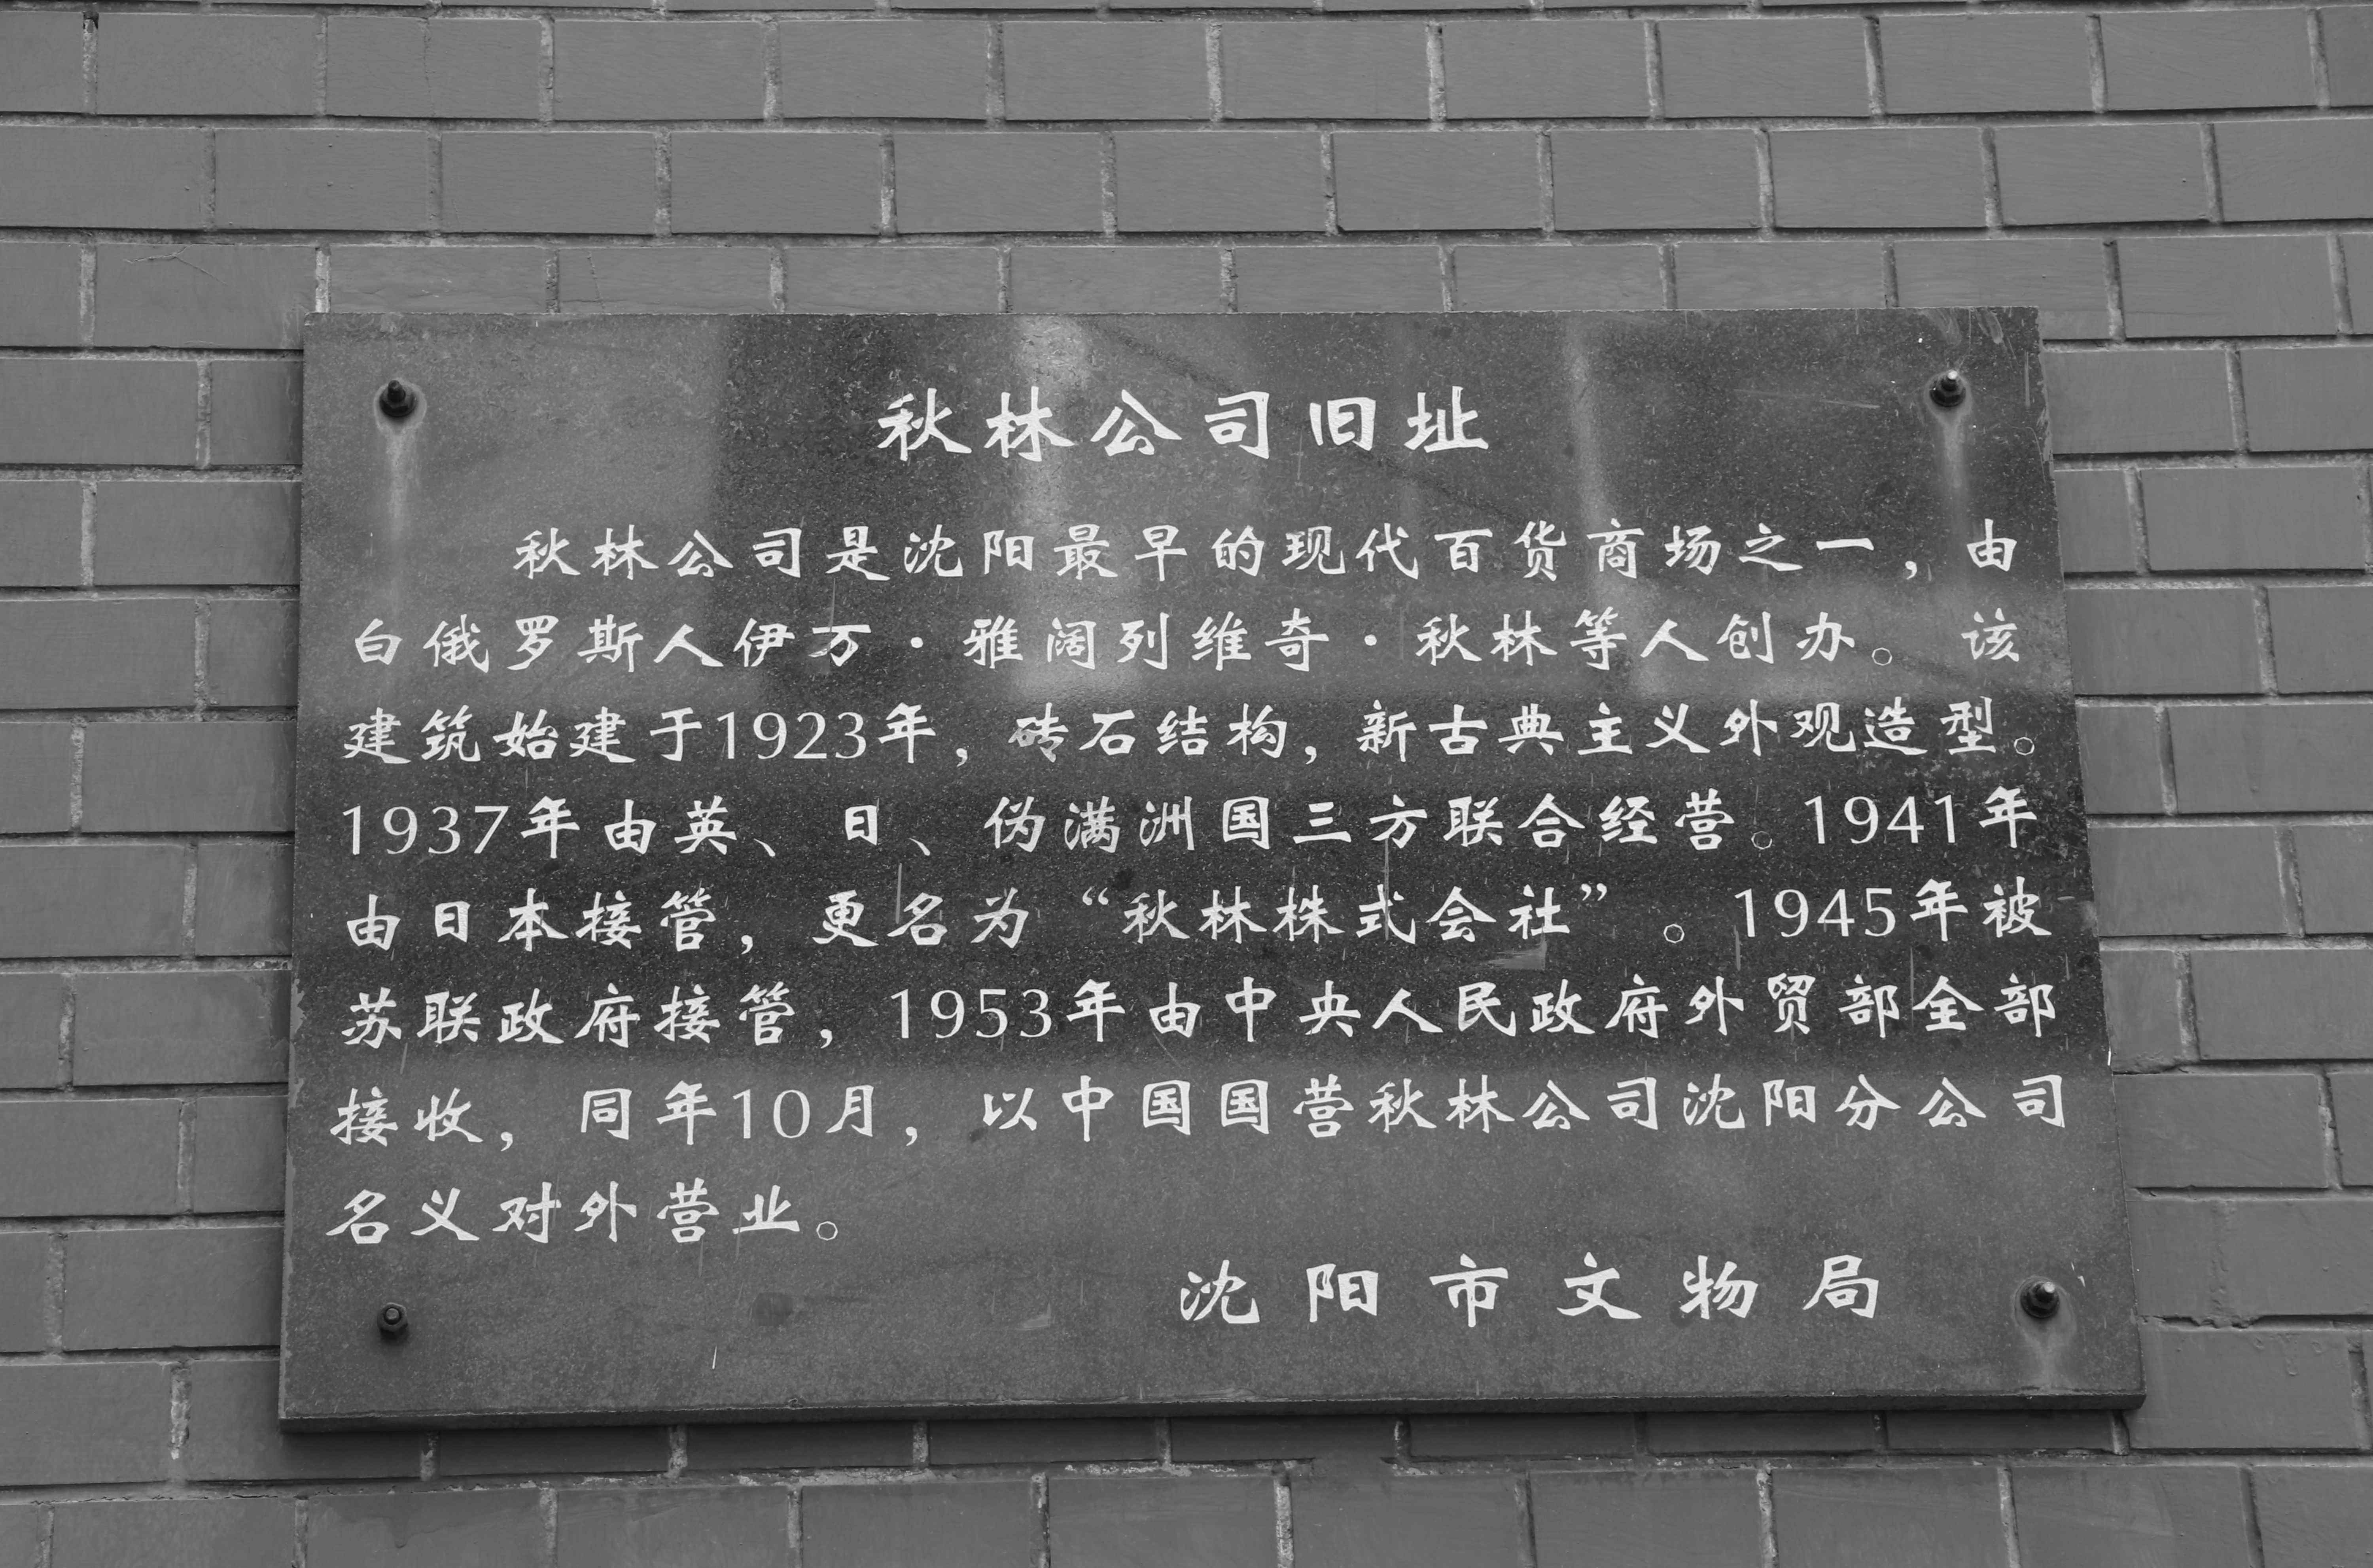 秋林公司旧址
秋林公司是沈阳最早的现代百货商场之一，由
白俄罗斯人伊万·雅阔列维奇·秋林等人创办。该
建筑始建于1923年，砖石结构，新古典主义外观造型。
1937年由英、日、伪满洲国三方联合经营。1941年
由日本接管，更名为“秋林株式会社”。1945年被
苏联政府接管，1953年由中央人民政府外贸部全部
接收，同年10月，以中国国营秋林公司沈阳分公司
名义对外营业。
沈阳市文物局